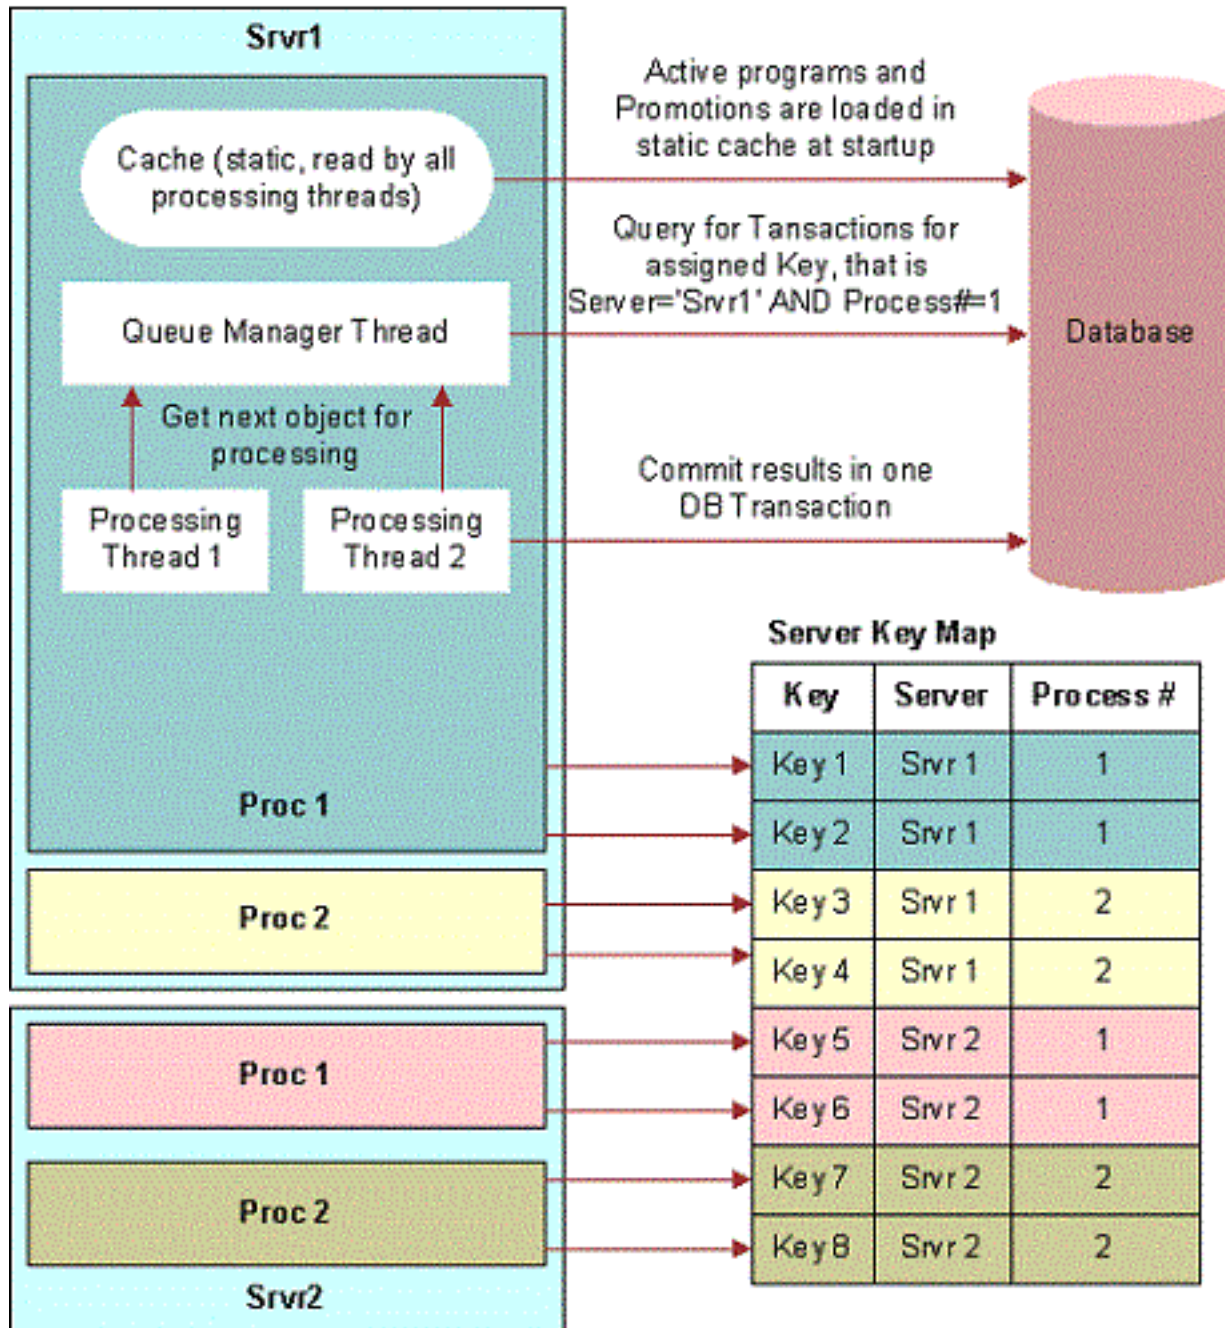 Srvr1
Cache (static, read by all
processing threads)
Queue Manager Thread
Get next object for
processing
Processing
Thread 1
Processing
Thread 2
Proc 1
Proc 2
Proc 1
Proc 2
Srvr2
Active programs and
Promotions are loaded in
static cache at startup
Query for Tansactions for
assigned Key, that is
Server='Srvr1' AND Process#=1
Commit results in one
DB Transaction
Database
Server Key Map
Key Server Process #
Key 1 Srvr 1 1
Key 2 Srvr 1 1
Key 3 Srvr 1 2
Key 4 Srvr 1 2
Key 5 Srvr 2 1
Key 6 Srvr 2 1
Key 7 Srvr 2 2
Key 8 Srvr 2 2